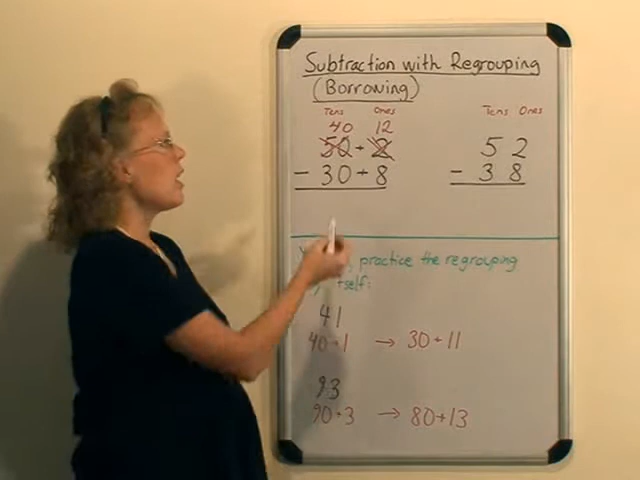 Subtraction with Regrouping
(Borrowing)
Tens Ones
40 12
50 + 2
- 30 + 8
Tens Ones
5 2
- 3 8
practice the regrouping
itself:
41
40+1 → 30+11
93
90+3 → 80+13